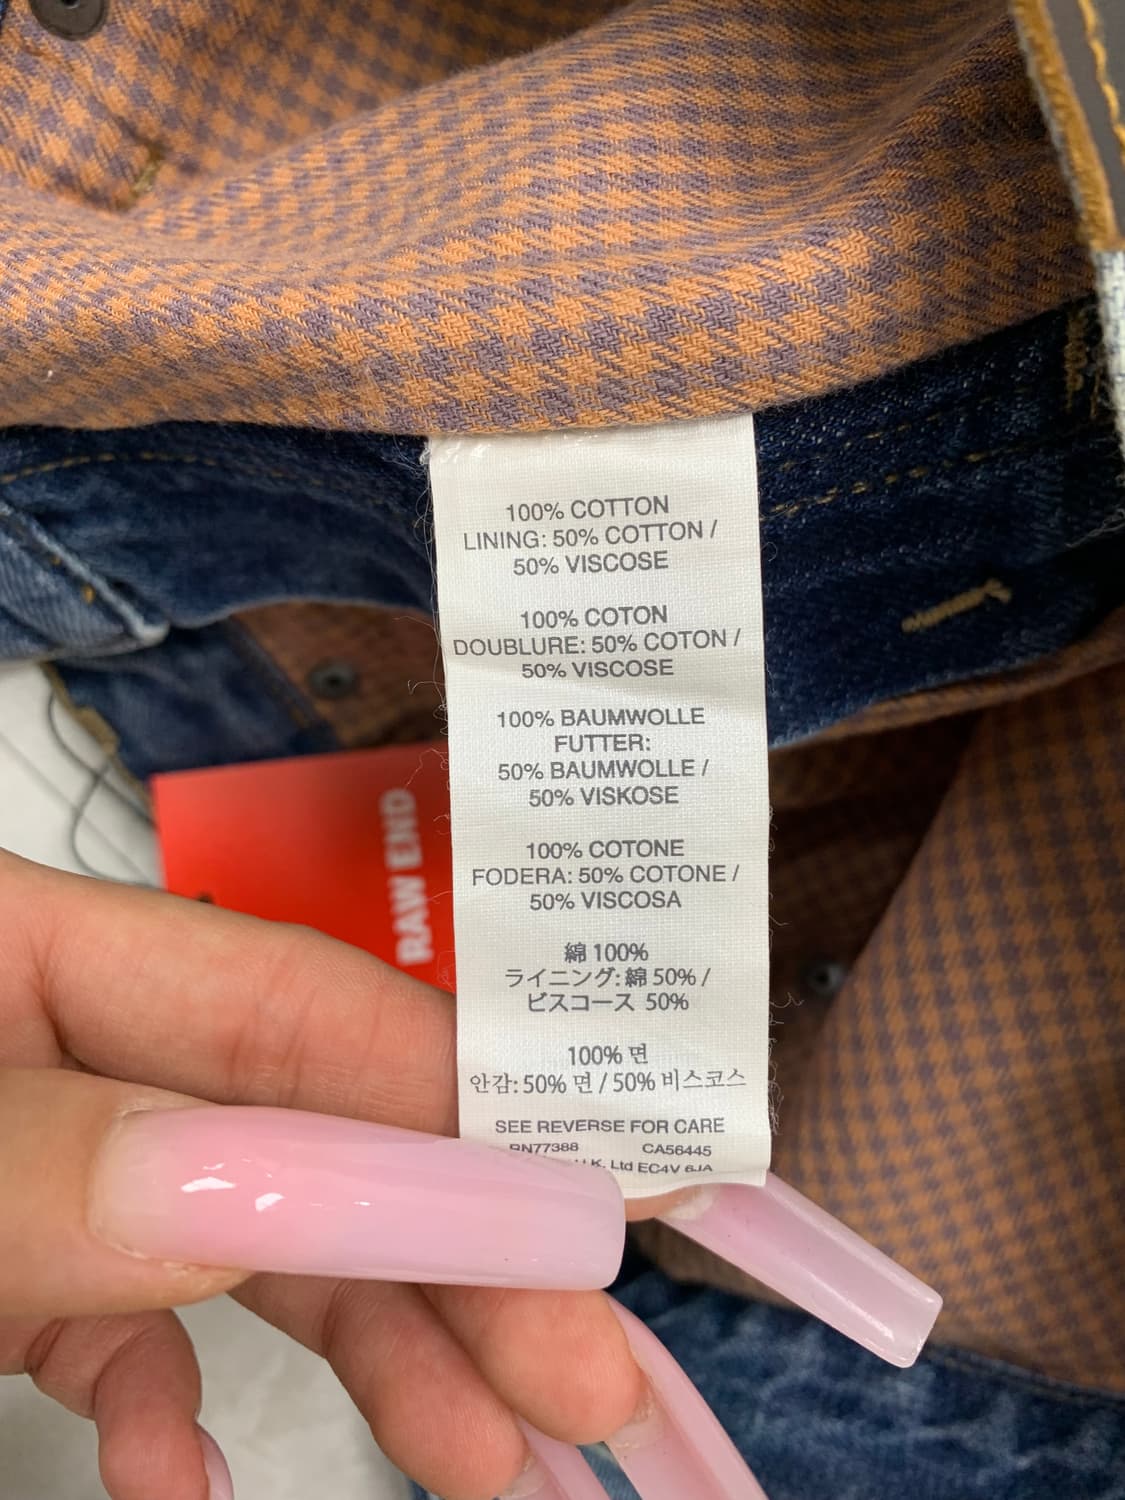 100% COTTON
LINING: 50% COTTON /
50% VISCOSE
100% COTON
DOUBLURE: 50% COTON /
50% VISCOSE
100% BAUMWOLLE
FUTTER:
50% BAUMWOLLE /
50% VISKOSE
100% COTONE
FODERA: 50% COTONE /
50% VISCOSA
綿 100%
ライニング: 綿 50% /
ビスコース 50%
100% 면
안감: 50% 면 / 50% 비스코스
SEE REVERSE FOR CARE
RN77388 CA56445
Ltd EC4V 6JA
RAW END